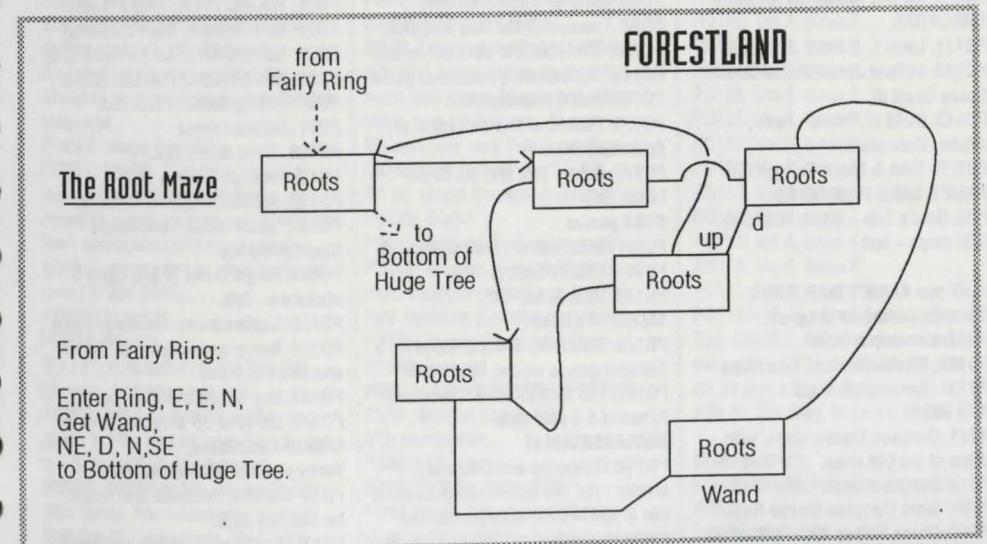 FORESTLAND
from
Fairy Ring
The Root Maze
Roots
Roots
Roots
to
Bottom of
Huge Tree
up
d
Roots
From Fairy Ring:
Enter Ring, E, E, N,
Get Wand,
NE, D, N,SE
to Bottom of Huge Tree.
Roots
Roots
Wand